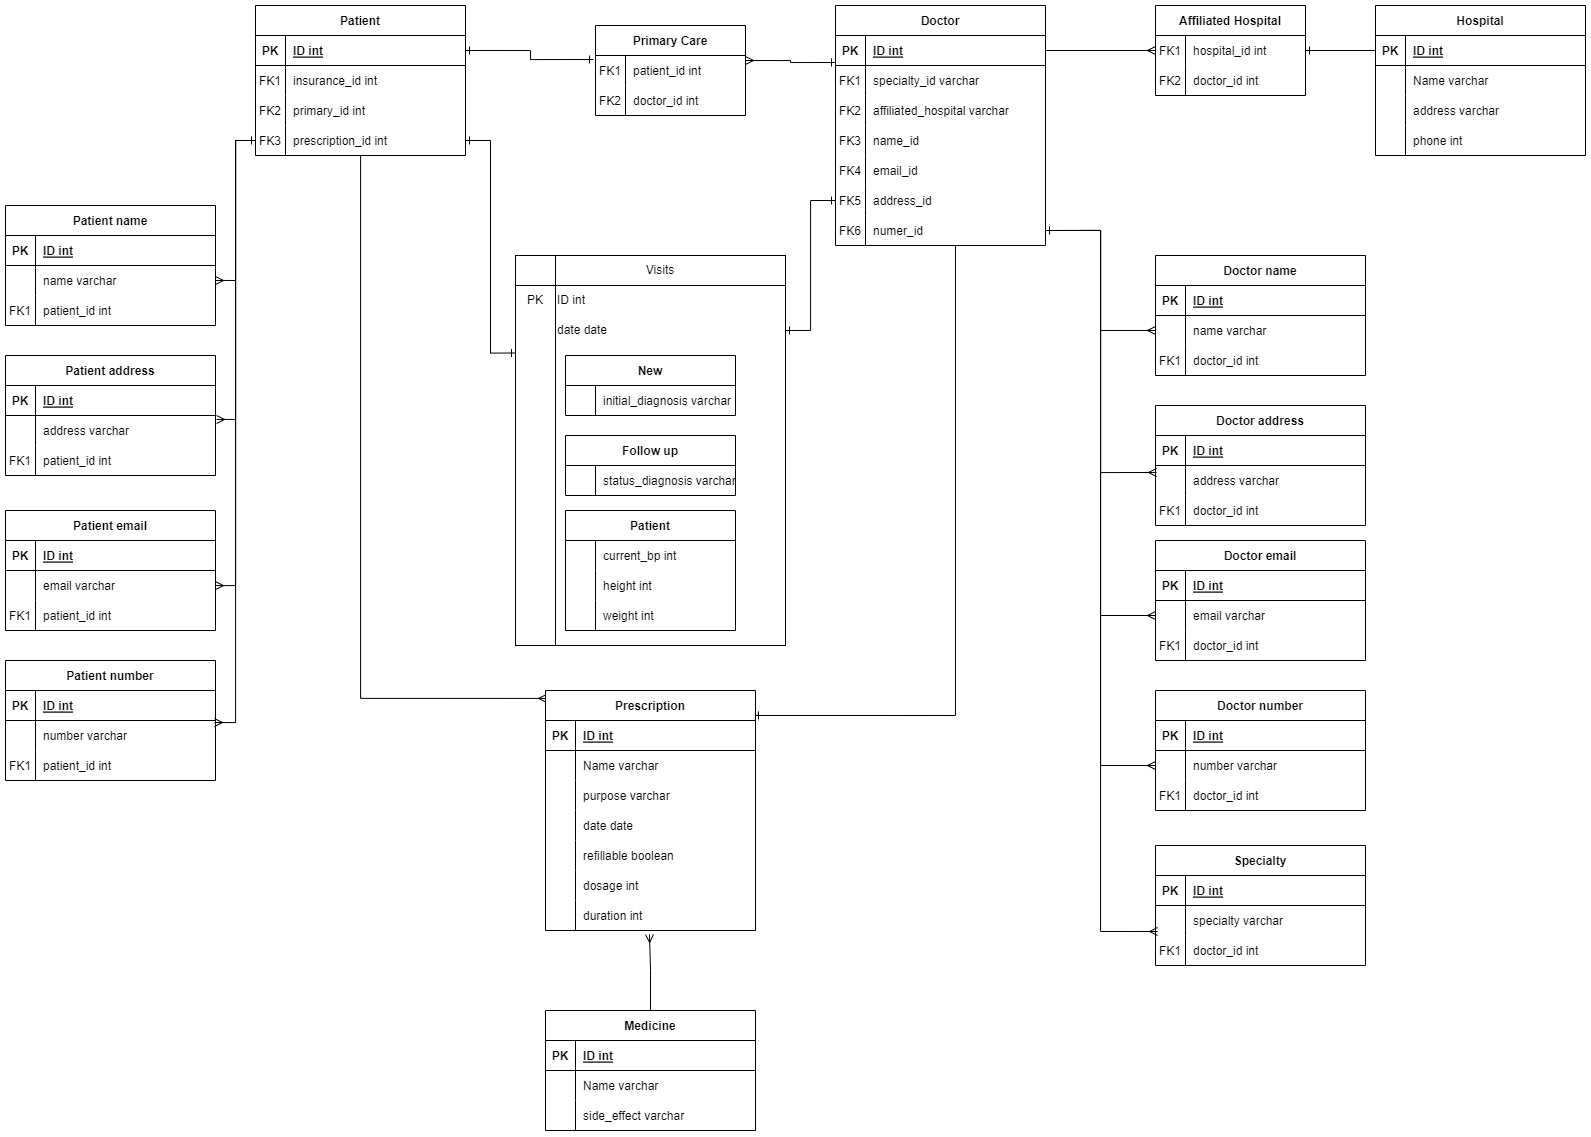 Patient
PK ID int
FK1 insurance_id int
FK2 primary_id int
FK3 prescription_id int
Primary Care
FK1 patient_id int
FK2 doctor_id int
Doctor
PK ID int
FK1 specialty_id varchar
FK2 affiliated_hospital varchar
FK3 name_id
FK4 email_id
FK5 address_id
FK6 numer_id
Affiliated Hospital
FK1 hospital_id int
FK2 doctor_id int
Hospital
PK ID int
Name varchar
address varchar
phone int
Patient name
PK ID int
name varchar
FK1 patient_id int
Patient address
PK ID int
address varchar
FK1 patient_id int
Patient email
PK ID int
email varchar
FK1 patient_id int
Patient number
PK ID int
number varchar
FK1 patient_id int
Visits
PK ID int
date date
New
initial_diagnosis varchar
Follow up
status_diagnosis varchar
Patient
current_bp int
height int
weight int
Doctor name
PK ID int
name varchar
FK1 doctor_id int
Doctor address
PK ID int
address varchar
FK1 doctor_id int
Doctor email
PK ID int
email varchar
FK1 doctor_id int
Doctor number
PK ID int
number varchar
FK1 doctor_id int
Specialty
PK ID int
specialty varchar
FK1 doctor_id int
Prescription
PK ID int
Name varchar
purpose varchar
date date
refillable boolean
dosage int
duration int
Medicine
PK ID int
Name varchar
side_effect varchar